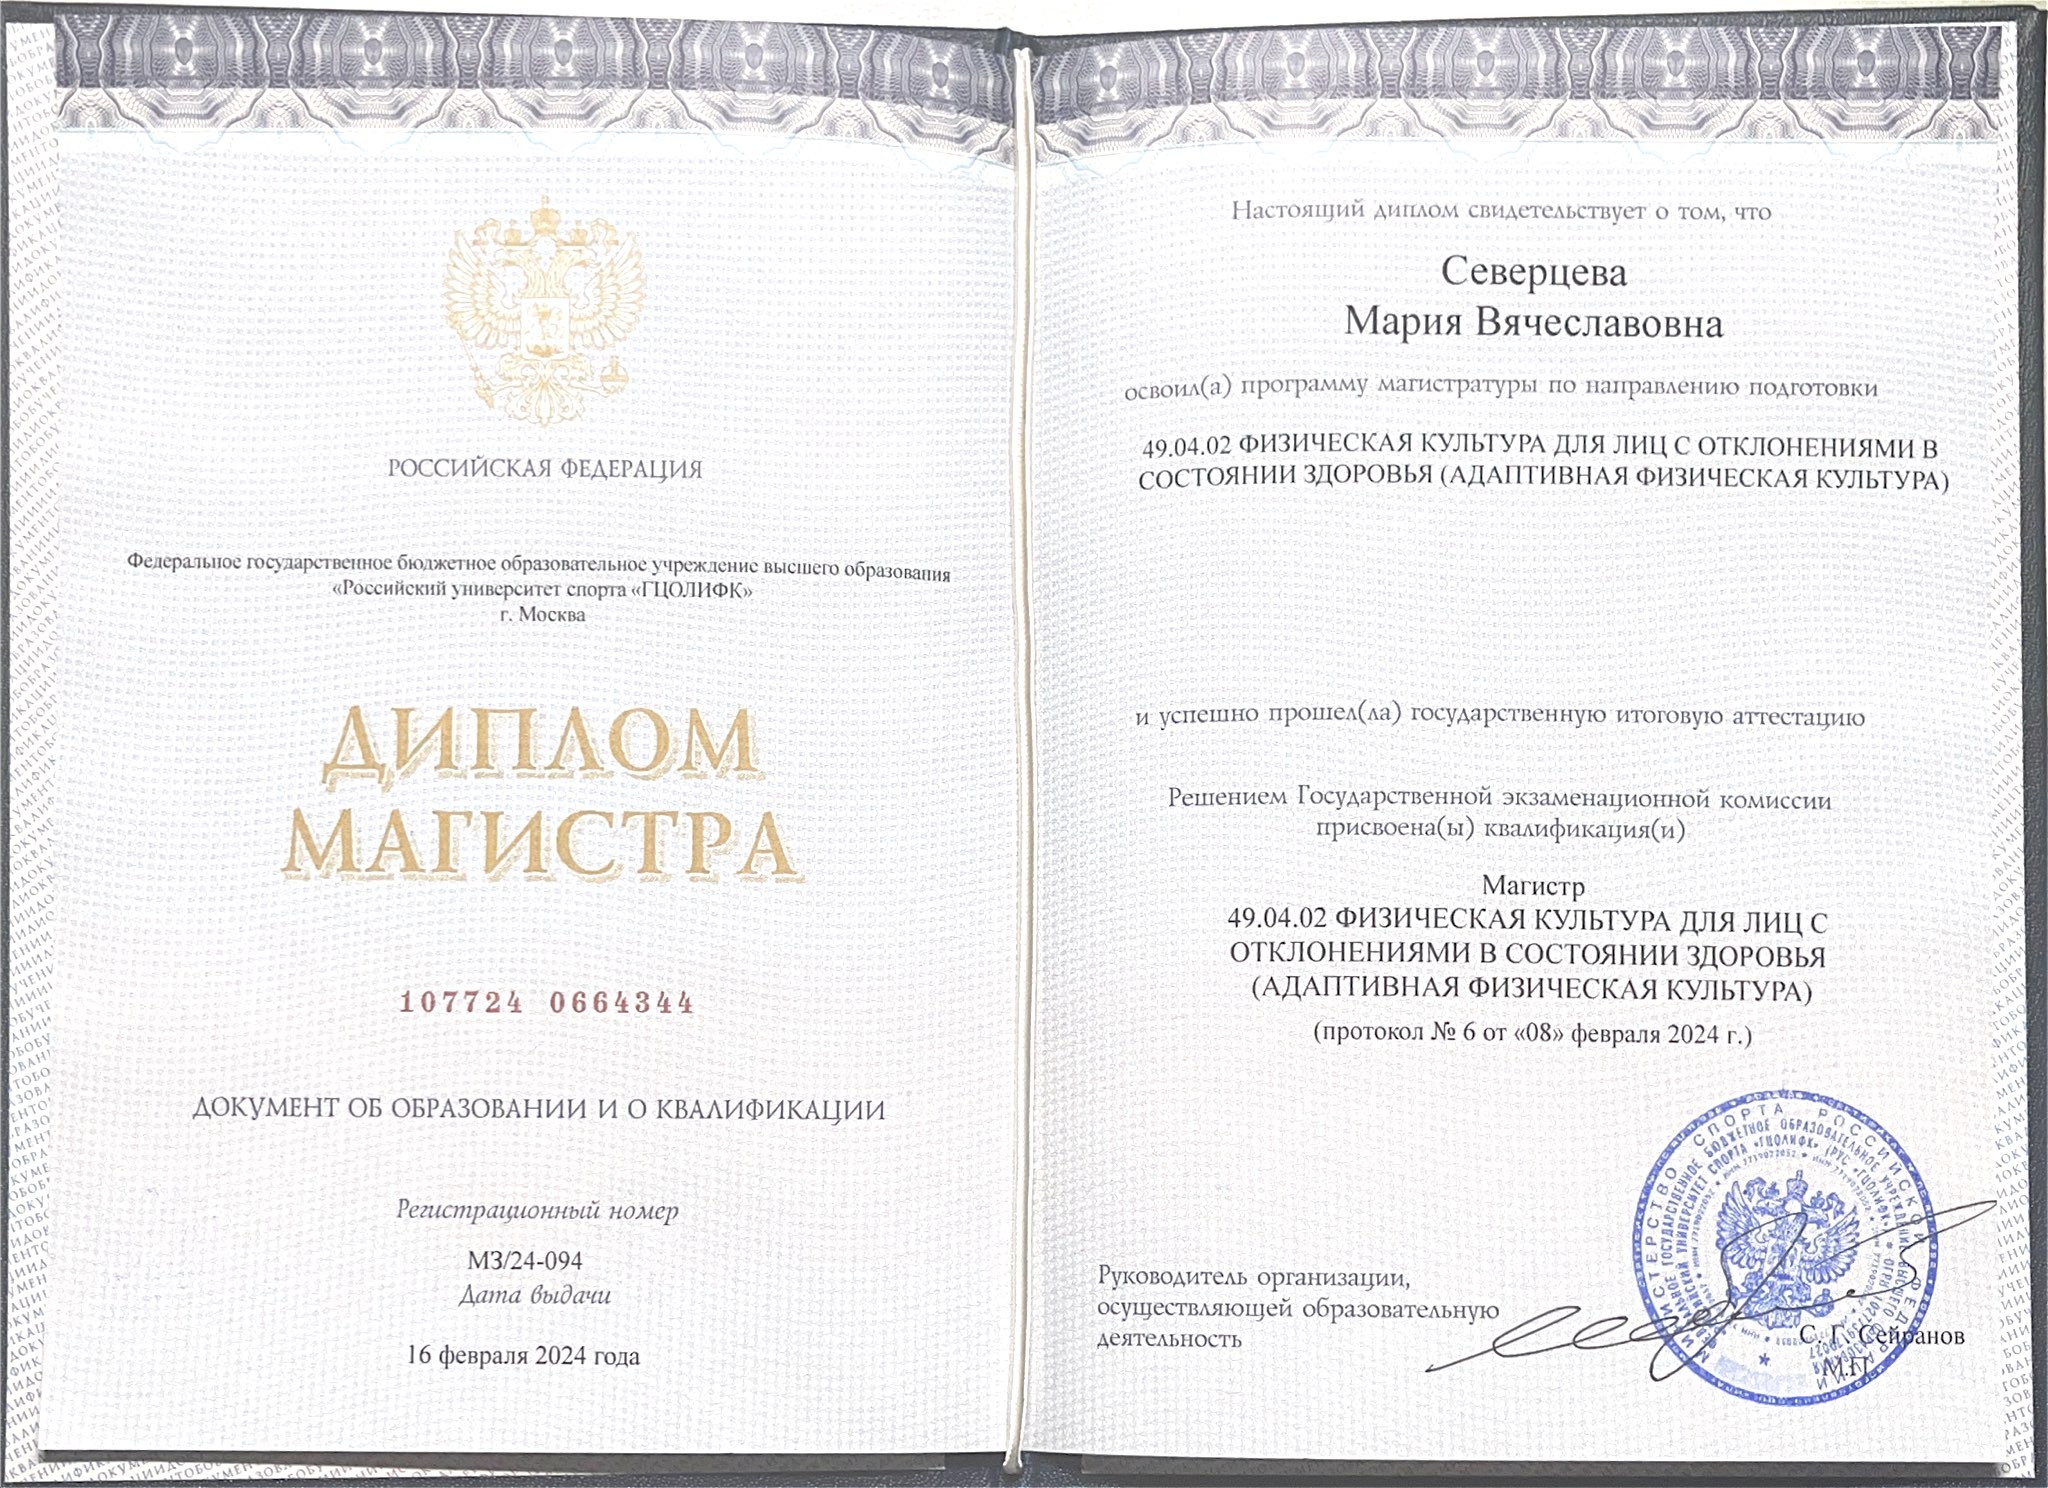 РОССИЙСКАЯ ФЕДЕРАЦИЯ
Федеральное государственное бюджетное образовательное учреждение высшего образования
«Российский университет спорта «ГЦОЛИФК»
г. Москва
ДИПЛОМ
МАГИСТРА
107724 0664344
ДОКУМЕНТ ОБ ОБРАЗОВАНИИ И О КВАЛИФИКАЦИИ
Регистрационный номер
МЗ/24-094
Дата выдачи
16 февраля 2024 года
Настоящий диплом свидетельствует о том, что
Северцева
Мария Вячеславовна
освоил(а) программу магистратуры по направлению подготовки
49.04.02 ФИЗИЧЕСКАЯ КУЛЬТУРА ДЛЯ ЛИЦ С ОТКЛОНЕНИЯМИ В
СОСТОЯНИИ ЗДОРОВЬЯ (АДАПТИВНАЯ ФИЗИЧЕСКАЯ КУЛЬТУРА)
и успешно прошел(ла) государственную итоговую аттестацию
Решением Государственной экзаменационной комиссии
присвоена(ы) квалификация(и)
Магистр
49.04.02 ФИЗИЧЕСКАЯ КУЛЬТУРА ДЛЯ ЛИЦ С
ОТКЛОНЕНИЯМИ В СОСТОЯНИИ ЗДОРОВЬЯ
(АДАПТИВНАЯ ФИЗИЧЕСКАЯ КУЛЬТУРА)
(протокол № 6 от «08» февраля 2024 г.)
Руководитель организации,
осуществляющей образовательную
деятельность
С. Г. Сейранов
М.П.
МИНИСТЕРСТВО СПОРТА РОССИЙСКОЙ ФЕДЕРАЦИИ